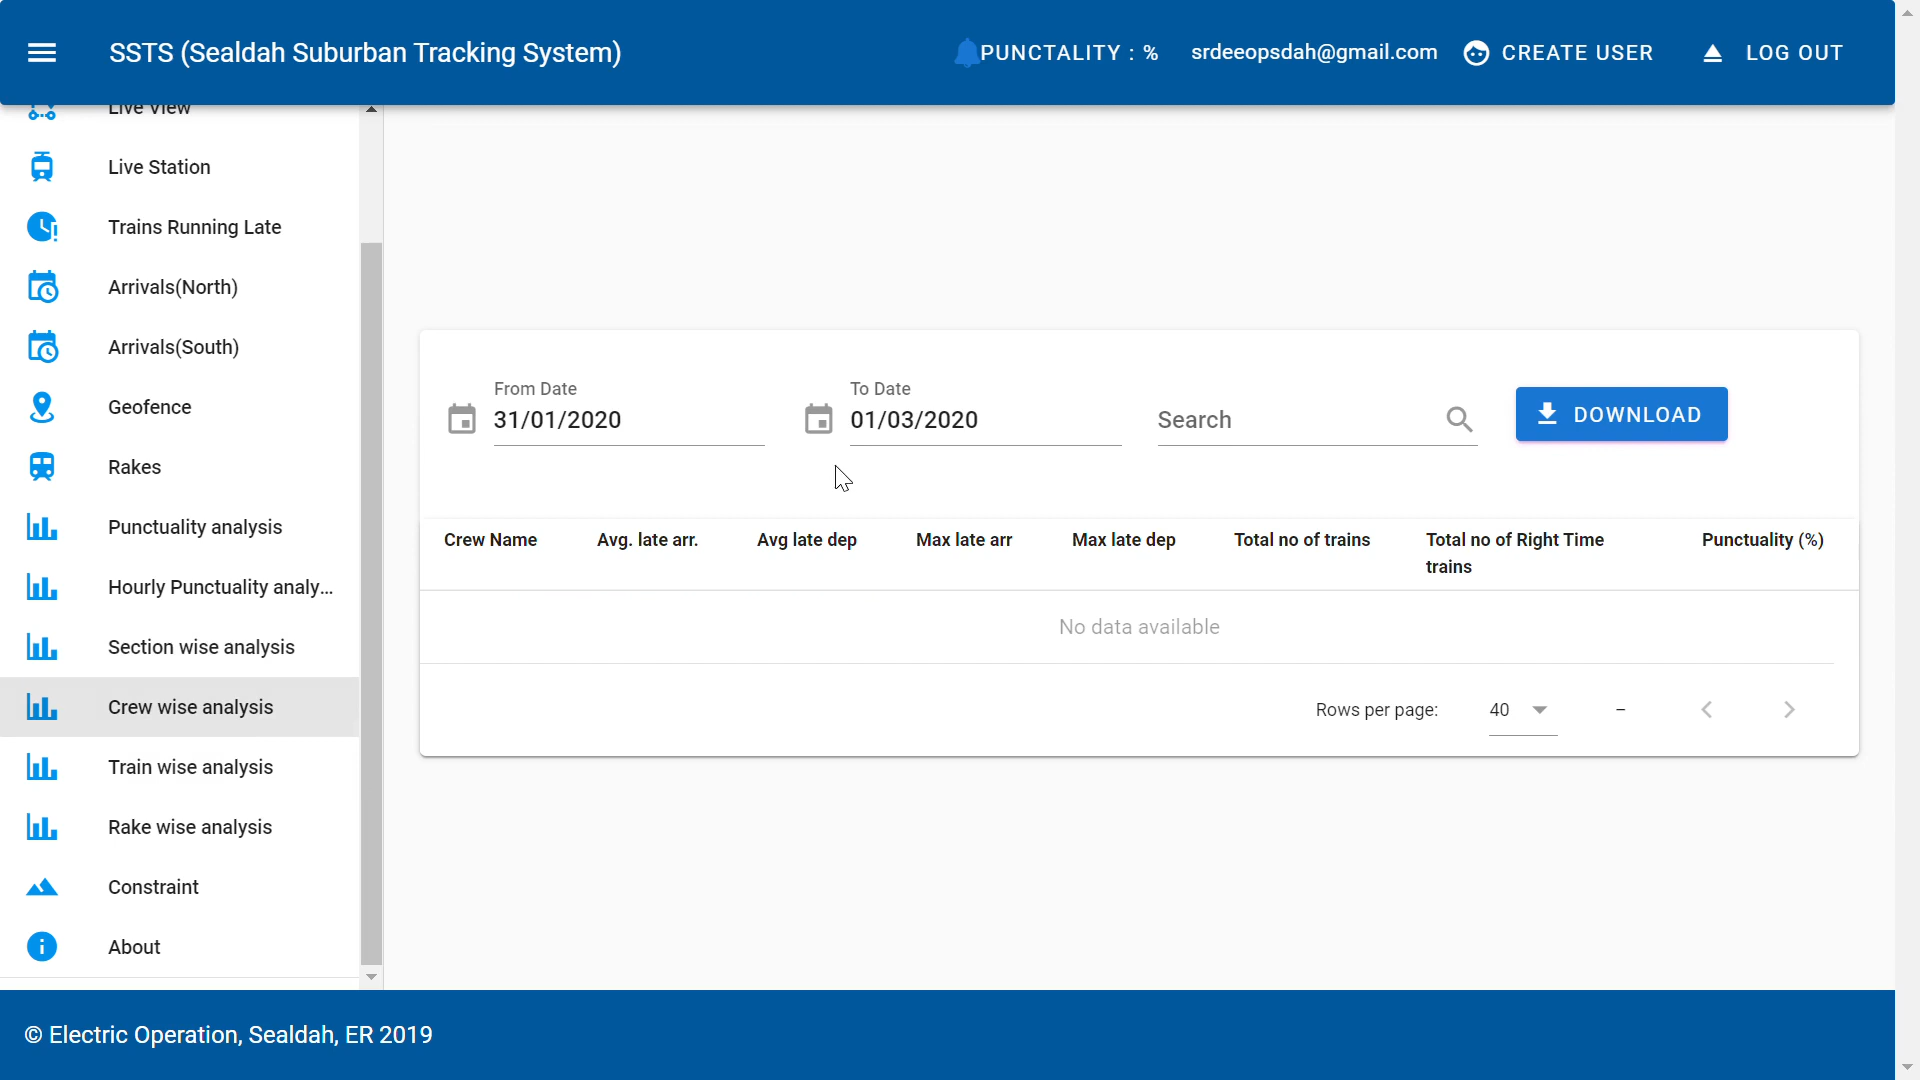 SSTS (Sealdah Suburban Tracking System)
PUNCTALITY : %
srdeeopsdah@gmail.com
CREATE USER
LOG OUT
Live View
Live Station
Trains Running Late
Arrivals(North)
Arrivals(South)
Geofence
Rakes
Punctuality analysis
Hourly Punctuality analy...
Section wise analysis
Crew wise analysis
Train wise analysis
Rake wise analysis
Constraint
About
From Date
31/01/2020
To Date
01/03/2020
Search
DOWNLOAD
Crew Name
Avg. late arr.
Avg late dep
Max late arr
Max late dep
Total no of trains
Total no of Right Time
trains
Punctuality (%)
No data available
Rows per page:
40
–
© Electric Operation, Sealdah, ER 2019